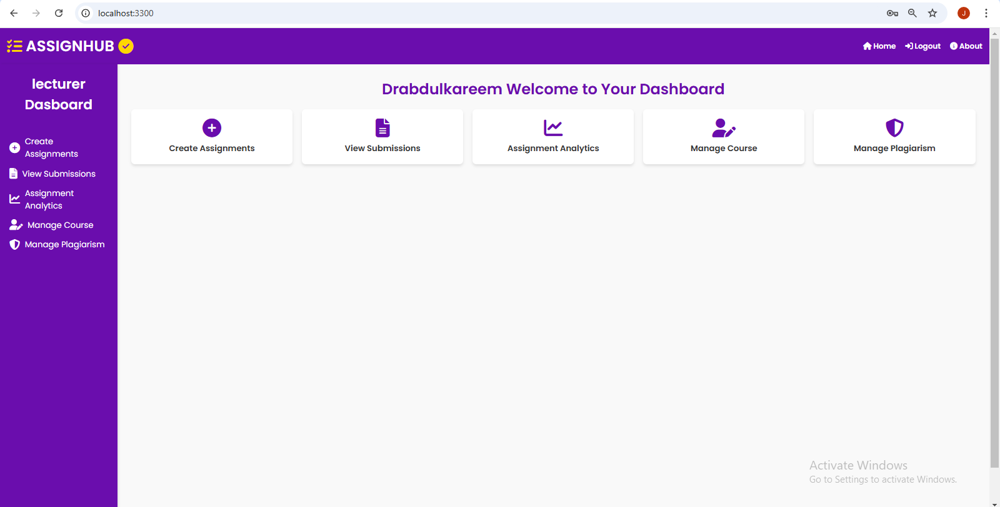 localhost:3300
J
ASSIGNHUB
Home Logout About
lecturer
Dasboard
Create
Assignments
View Submissions
Assignment
Analytics
Manage Course
Manage Plagiarism
Drabdulkareem Welcome to Your Dashboard
Create Assignments
View Submissions
Assignment Analytics
Manage Course
Manage Plagiarism
Activate Windows
Go to Settings to activate Windows.